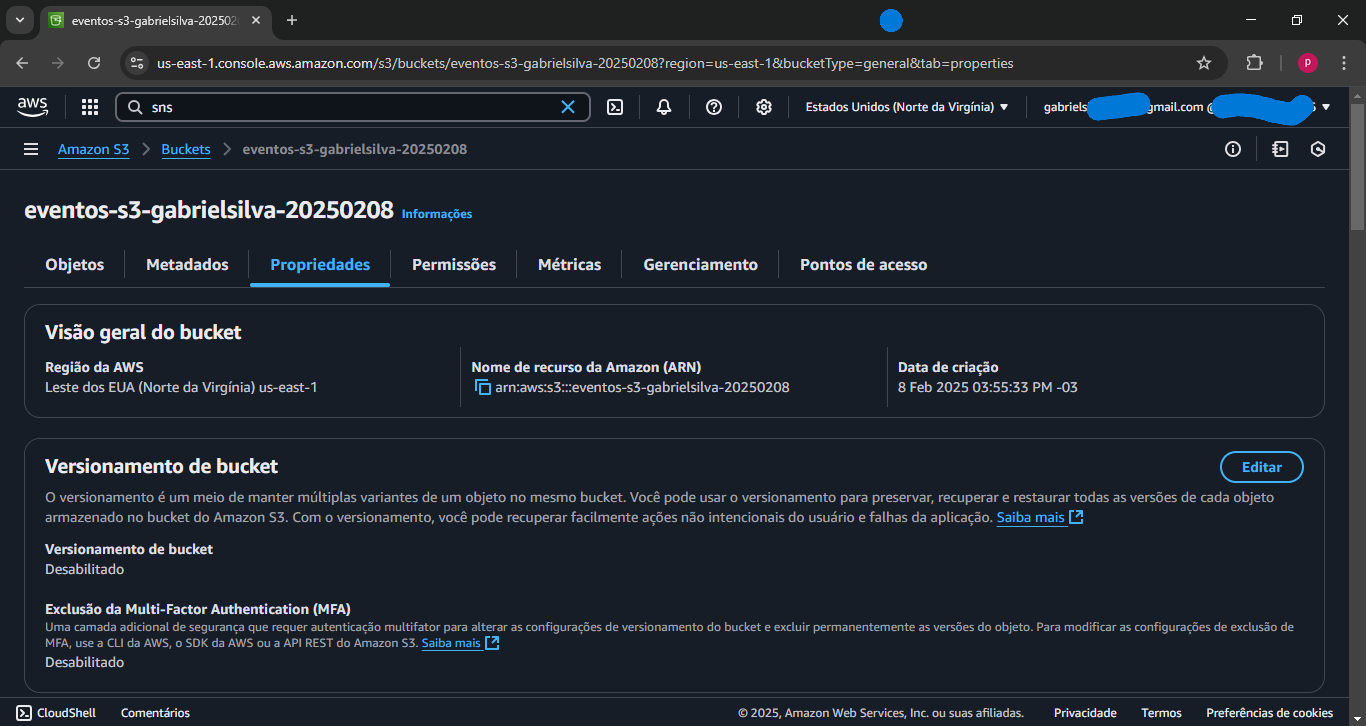 eventos-s3-gabrielsilva-202502
us-east-1.console.aws.amazon.com/s3/buckets/eventos-s3-gabrielsilva-20250208?region=us-east-1&bucketType=general&tab=properties
p
aws
sns
Estados Unidos (Norte da Virgínia)
gabriels gmail.com @
Amazon S3 > Buckets > eventos-s3-gabrielsilva-20250208
eventos-s3-gabrielsilva-20250208 Informações
Objetos
Metadados
Propriedades
Permissões
Métricas
Gerenciamento
Pontos de acesso
Visão geral do bucket
Região da AWS
Leste dos EUA (Norte da Virgínia) us-east-1
Nome de recurso da Amazon (ARN)
arn:aws:s3:::eventos-s3-gabrielsilva-20250208
Data de criação
8 Feb 2025 03:55:33 PM -03
Versionamento de bucket
Editar
O versionamento é um meio de manter múltiplas variantes de um objeto no mesmo bucket. Você pode usar o versionamento para preservar, recuperar e restaurar todas as versões de cada objeto
armazenado no bucket do Amazon S3. Com o versionamento, você pode recuperar facilmente ações não intencionais do usuário e falhas da aplicação. Saiba mais
Versionamento de bucket
Desabilitado
Exclusão da Multi-Factor Authentication (MFA)
Uma camada adicional de segurança que requer autenticação multifator para alterar as configurações de versionamento do bucket e excluir permanentemente as versões do objeto. Para modificar as configurações de exclusão de
MFA, use a CLI da AWS, o SDK da AWS ou a API REST do Amazon S3. Saiba mais
Desabilitado
CloudShell
Comentários
© 2025, Amazon Web Services, Inc. ou suas afiliadas.
Privacidade
Termos
Preferências de cookies